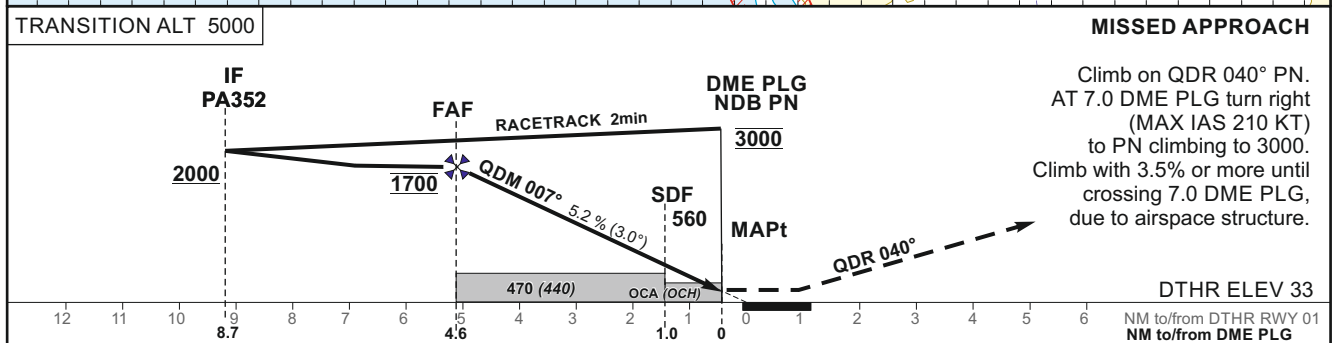 TRANSITION ALT 5000
MISSED APPROACH
Climb on QDR 040° PN.
AT 7.0 DME PLG turn right
(MAX IAS 210 KT)
to PN climbing to 3000.
Climb with 3.5% or more until
crossing 7.0 DME PLG,
due to airspace structure.
IF
PA352
FAF
DME PLG
NDB PN
RACETRACK 2min
3000
2000
1700
QDM 007°
5.2 % (3.0°)
SDF
560
MAPt
QDR 040°
470 (440)
OCA (OCH)
DTHR ELEV 33
12 11 10 9 8 7 6 5 4 3 2 1 0 1 2 3 4 5 6 NM to/from DTHR RWY 01
8.7 4.6 1.0 0 NM to/from DME PLG